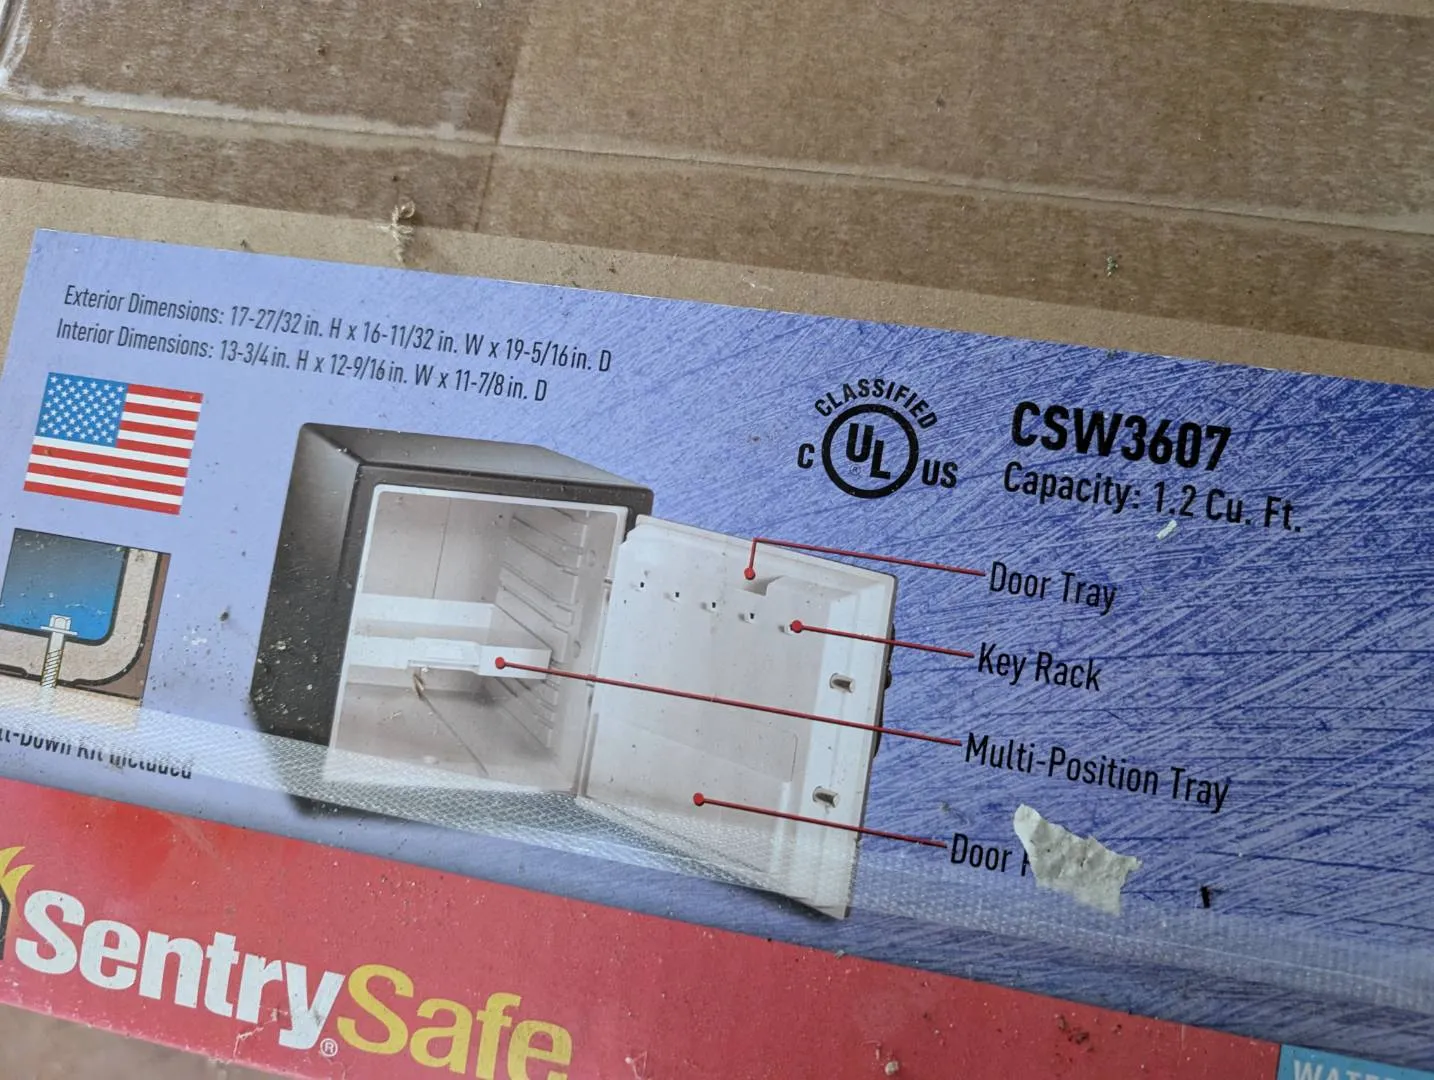 Exterior Dimensions: 17-27/32 in. H x 16-11/32 in. W x 19-5/16 in. D
Interior Dimensions: 13-3/4 in. H x 12-9/16 in. W x 11-7/8 in. D
CLASSIFIED
C UL US
CSW3607
Capacity: 1.2 Cu. Ft.
Door Tray
Key Rack
Multi-Position Tray
Door
Kit Included
SentrySafe®